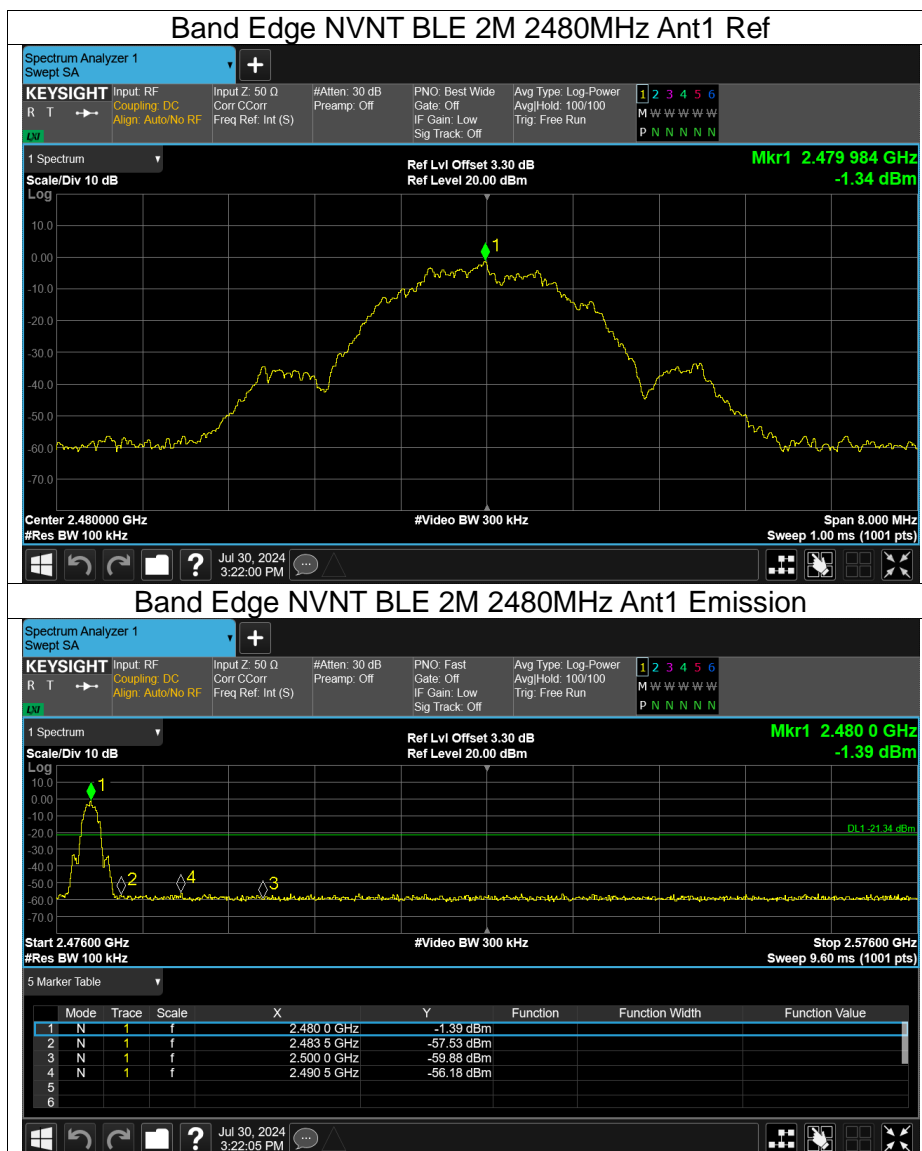 Band Edge NVNT BLE 2M 2480MHz Ant1 Ref
Spectrum Analyzer 1
Swept SA
+
KEYSIGHT Input: RF Input Z: 50 Ω #Atten: 30 dB PNO: Best Wide Avg Type: Log-Power 1 2 3 4 5 6
R T Coupling: DC Corr CCorr Preamp: Off Gate: Off Avg|Hold: 100/100 M W W W W W
Align: Auto/No RF Freq Ref: Int (S) IF Gain: Low Trig: Free Run
LXI Sig Track: Off P N N N N N
1 Spectrum Ref Lvl Offset 3.30 dB Mkr1 2.479 984 GHz
Scale/Div 10 dB Ref Level 20.00 dBm -1.34 dBm
Log
10.0
1
0.00
-10.0
-20.0
-30.0
-40.0
-50.0
-60.0
-70.0
Center 2.480000 GHz #Video BW 300 kHz Span 8.000 MHz
#Res BW 100 kHz Sweep 1.00 ms (1001 pts)
? Jul 30, 2024
3:22:00 PM
Band Edge NVNT BLE 2M 2480MHz Ant1 Emission
Spectrum Analyzer 1
Swept SA
+
KEYSIGHT Input: RF Input Z: 50 Ω #Atten: 30 dB PNO: Fast Avg Type: Log-Power 1 2 3 4 5 6
R T Coupling: DC Corr CCorr Preamp: Off Gate: Off Avg|Hold: 100/100 M W W W W W
Align: Auto/No RF Freq Ref: Int (S) IF Gain: Low Trig: Free Run
LXI Sig Track: Off P N N N N N
1 Spectrum Ref Lvl Offset 3.30 dB Mkr1 2.480 0 GHz
Scale/Div 10 dB Ref Level 20.00 dBm -1.39 dBm
Log
10.0 1
0.00
-10.0
-20.0 DL1 -21.34 dBm
-30.0
-40.0
-50.0 2 4 3
-60.0
-70.0
Start 2.47600 GHz #Video BW 300 kHz Stop 2.57600 GHz
#Res BW 100 kHz Sweep 9.60 ms (1001 pts)
5 Marker Table
Mode Trace Scale X Y Function Function Width Function Value
1 N 1 f 2.480 0 GHz -1.39 dBm
2 N 1 f 2.483 5 GHz -57.53 dBm
3 N 1 f 2.500 0 GHz -59.88 dBm
4 N 1 f 2.490 5 GHz -56.18 dBm
5
6
? Jul 30, 2024
3:22:05 PM